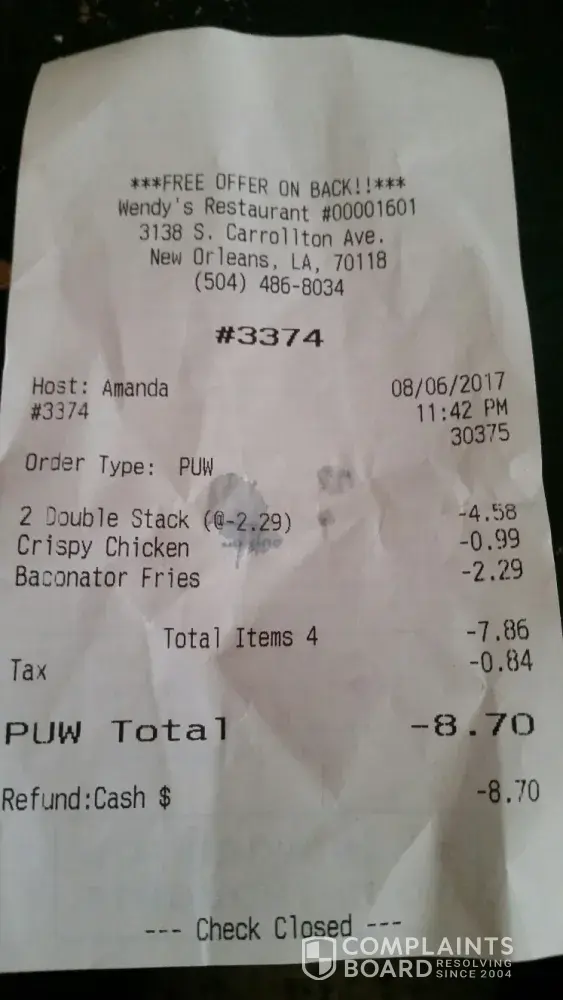 ***FREE OFFER ON BACK!!***
Wendy's Restaurant #00001601
3138 S. Carrollton Ave.
New Orleans, LA, 70118
(504) 486-8034
#3374
Host: Amanda 08/06/2017
#3374 11:42 PM
30375
Order Type: PUW
2 Double Stack (@-2.29) -4.58
Crispy Chicken -0.99
Baconator Fries -2.29
Total Items 4 -7.86
Tax -0.84
PUW Total -8.70
Refund:Cash $ -8.70
--- Check Closed ---
COMPLAINTS
BOARD RESOLVING
SINCE 2004